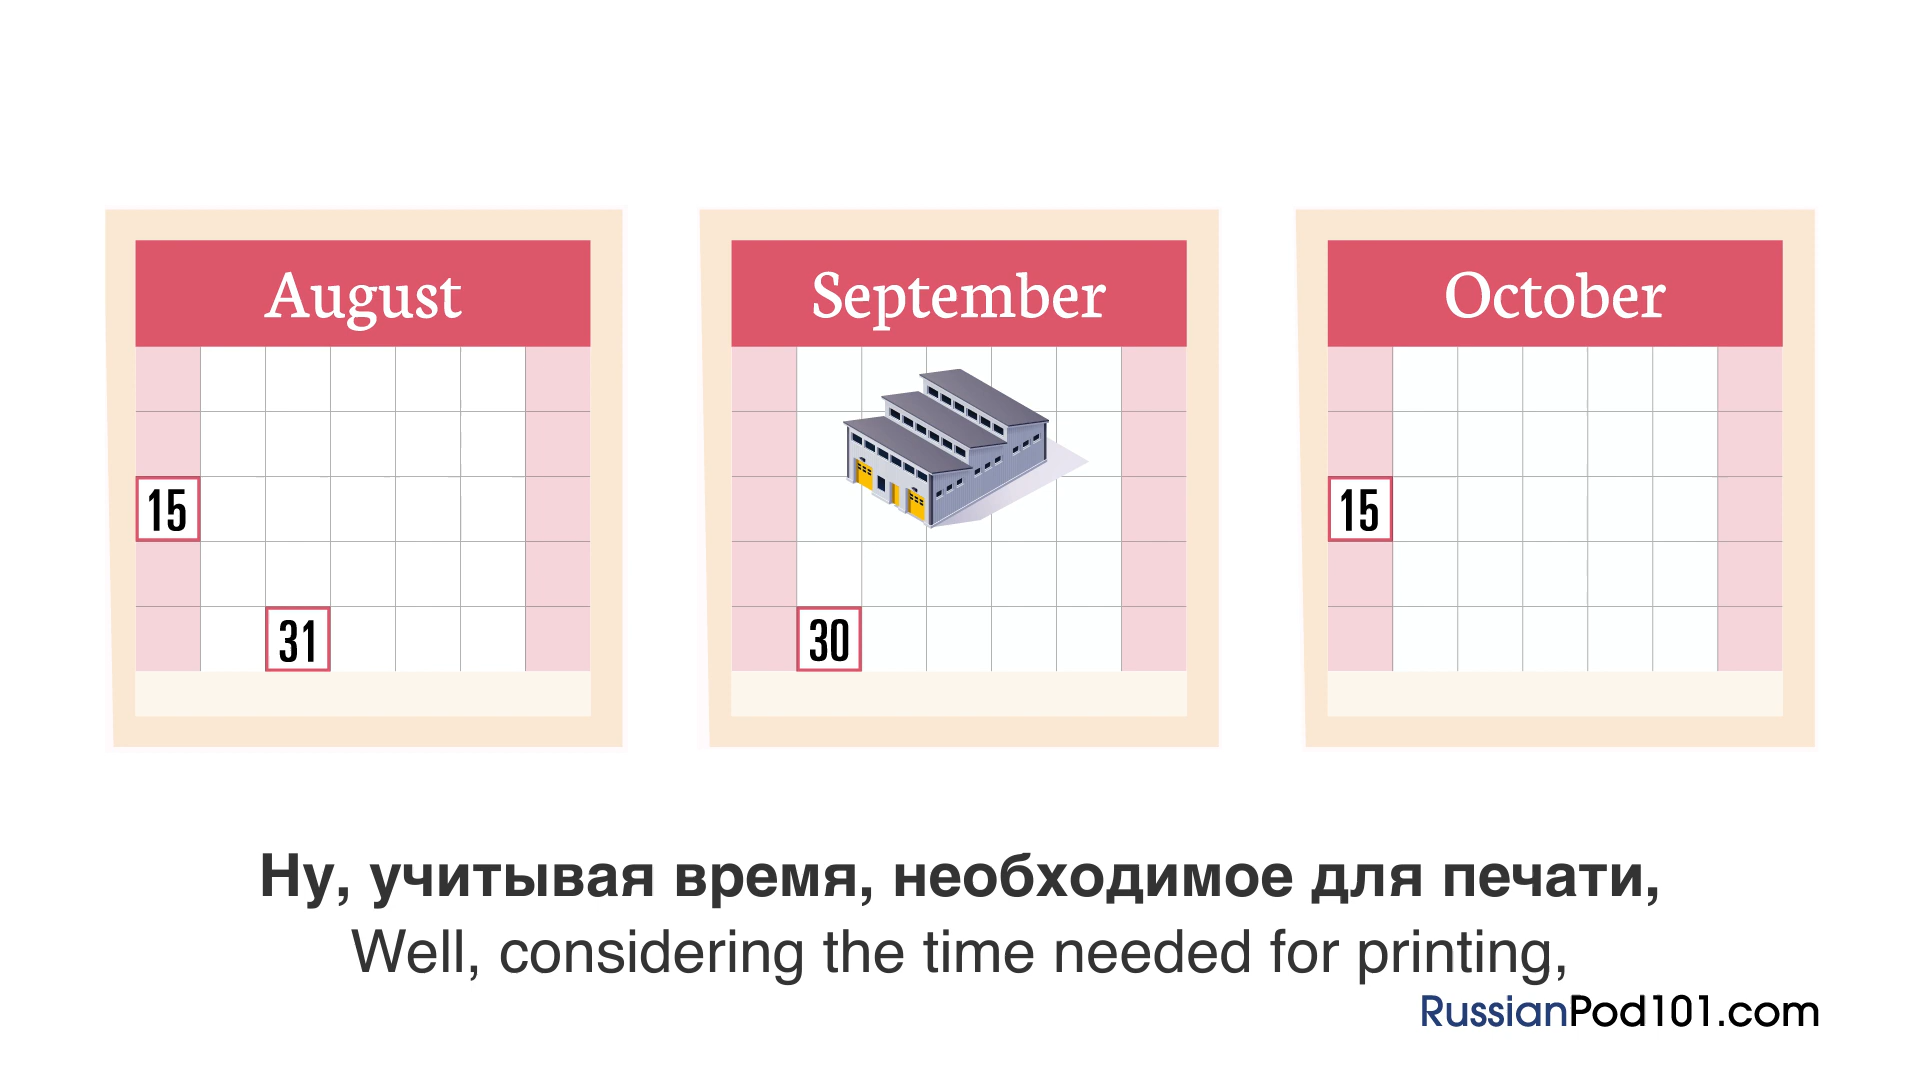 August
September
October
15
15
31
30
Ну, учитывая время, необходимое для печати,
Well, considering the time needed for printing,
RussianPod101.com